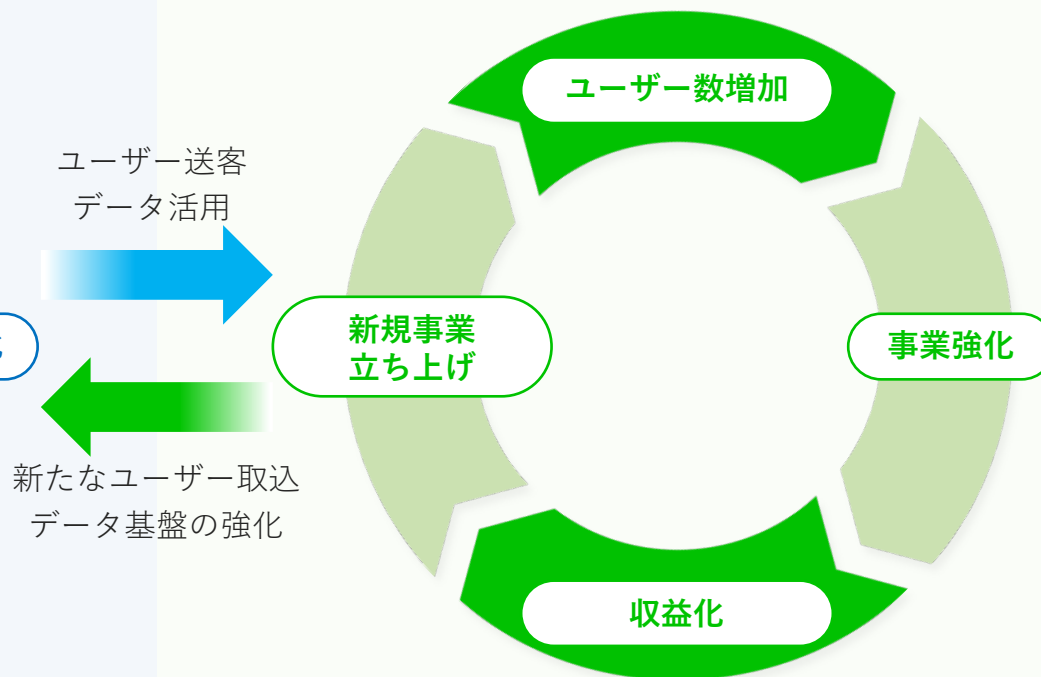 ユーザー数増加
ユーザー送客
データ活用
新規事業
立ち上げ
事業強化
新たなユーザー取込
データ基盤の強化
収益化